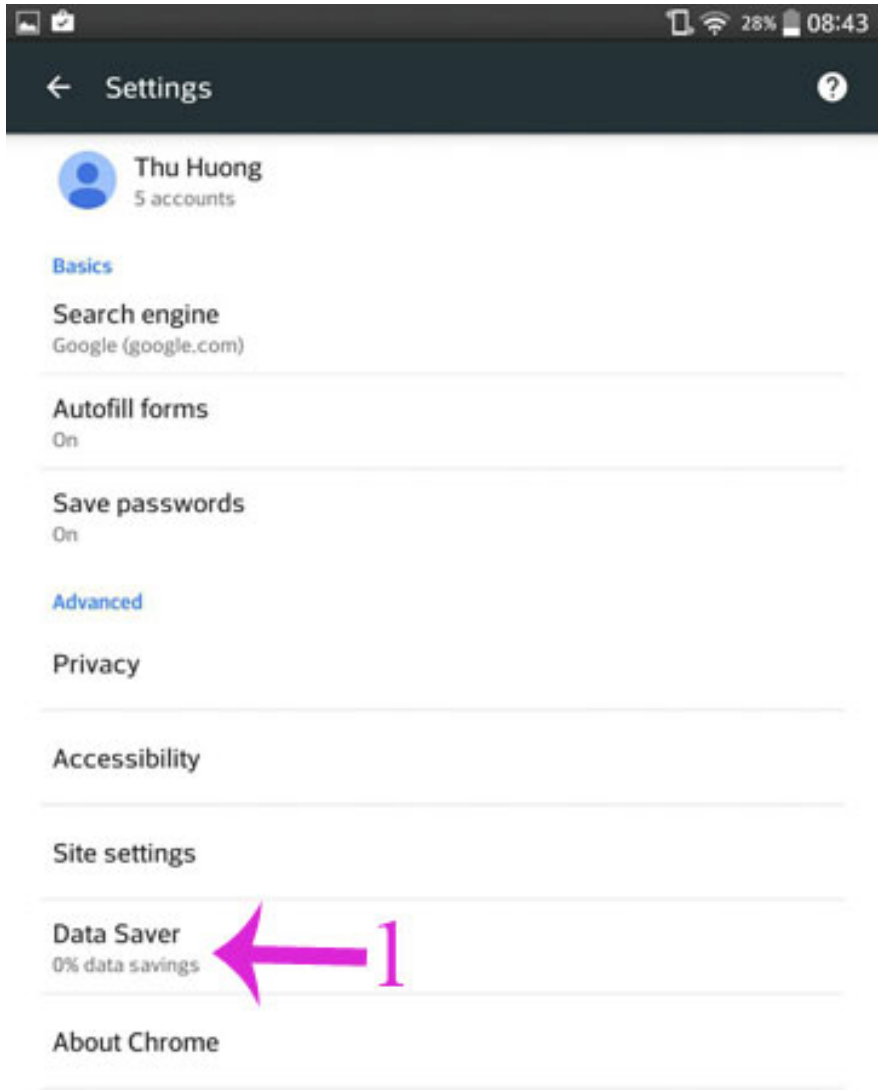 28% 08:43
Settings
Thu Huong
5 accounts
Basics
Search engine
Google (google.com)
Autofill forms
On
Save passwords
On
Advanced
Privacy
Accessibility
Site settings
Data Saver
0% data savings
1
About Chrome